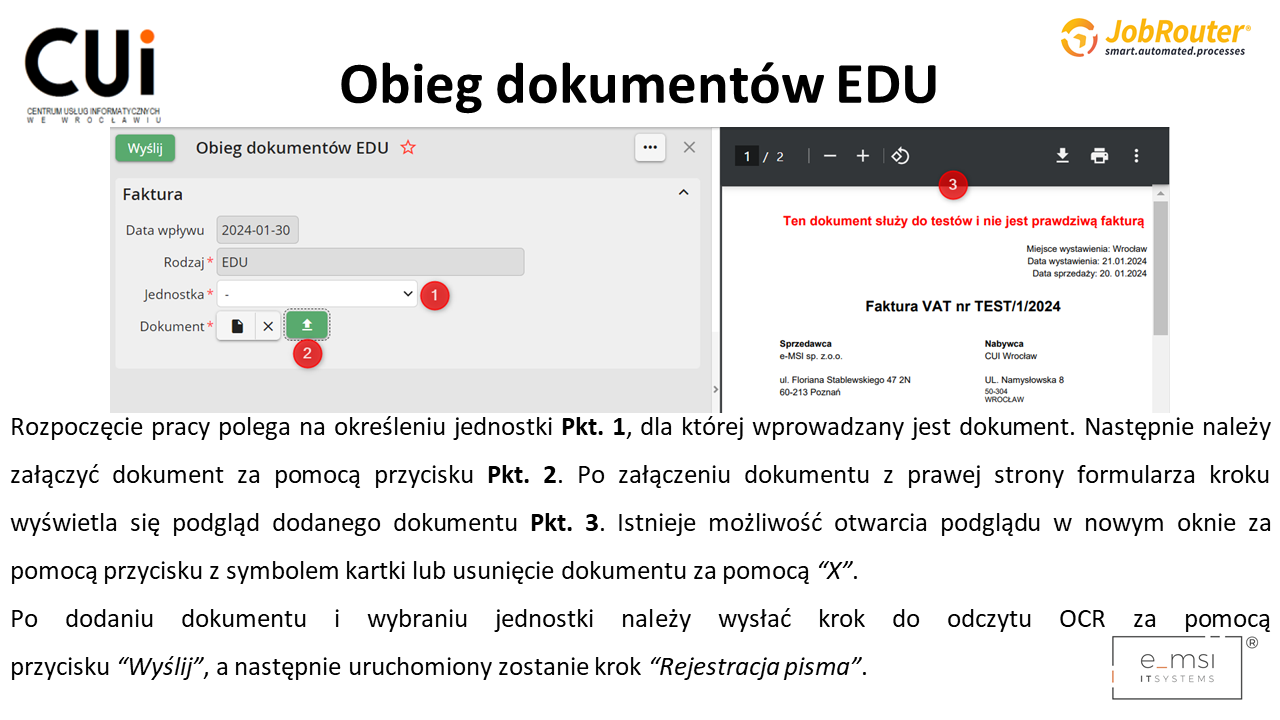 CUi
CENTRUM USŁUG INFORMATYCZNYCH
WE WROCŁAWIU
JobRouter®
smart.automated.processes
Obieg dokumentów EDU
Wyślij
Obieg dokumentów EDU
Faktura
Data wpływu 2024-01-30
Rodzaj* EDU
Jednostka* - 1
Dokument*
2
1 / 2
3
Ten dokument służy do testów i nie jest prawdziwą fakturą
Miejsce wystawienia: Wrocław
Data wystawienia: 21.01.2024
Data sprzedaży: 20. 01.2024
Faktura VAT nr TEST/1/2024
Sprzedawca
e-MSI sp. z.o.o.
ul. Floriana Stablewskiego 47 2N
60-213 Poznań
Nabywca
CUI Wrocław
UL. Namysłowska 8
50-304
WROCŁAW
Rozpoczęcie pracy polega na określeniu jednostki Pkt. 1, dla której wprowadzany jest dokument. Następnie należy
załączyć dokument za pomocą przycisku Pkt. 2. Po załączeniu dokumentu z prawej strony formularza kroku
wyświetla się podgląd dodanego dokumentu Pkt. 3. Istnieje możliwość otwarcia podglądu w nowym oknie za
pomocą przycisku z symbolem kartki lub usunięcie dokumentu za pomocą “X”.
Po dodaniu dokumentu i wybraniu jednostki należy wysłać krok do odczytu OCR za pomocą
przycisku “Wyślij”, a następnie uruchomiony zostanie krok “Rejestracja pisma”.
e_msi ®
ITSYSTEMS